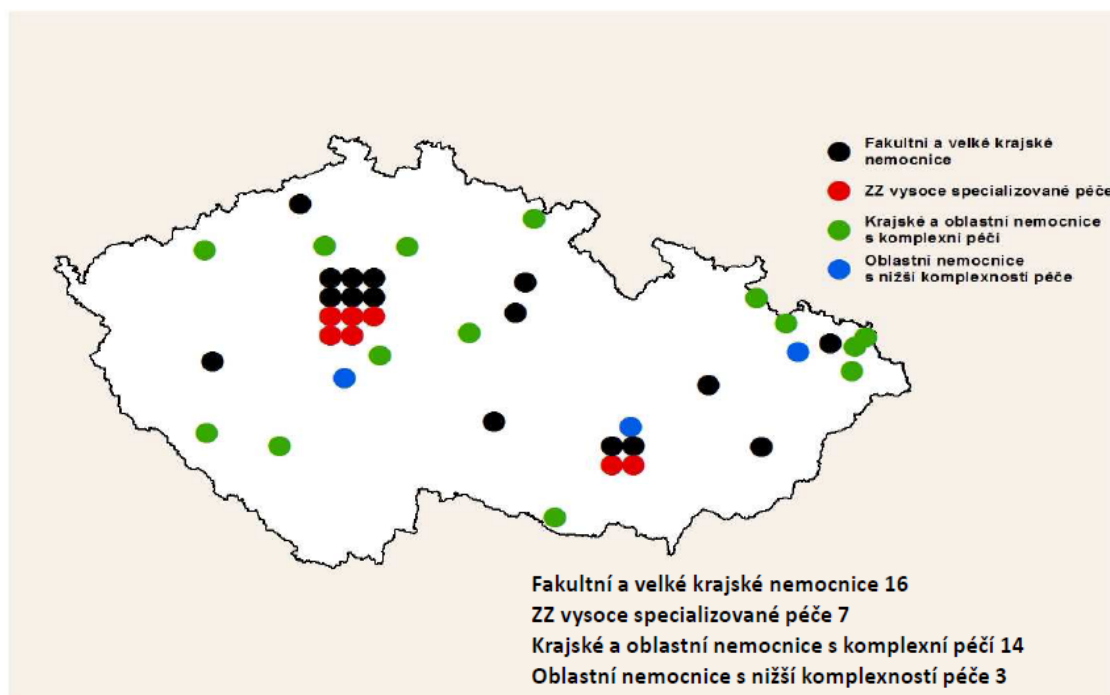 Fakultní a velké krajské
nemocnice
ZZ vysoce specializované péče
Krajské a oblastní nemocnice
s komplexní péčí
Oblastní nemocnice
s nižší komplexností péče
Fakultní a velké krajské nemocnice 16
ZZ vysoce specializované péče 7
Krajské a oblastní nemocnice s komplexní péčí 14
Oblastní nemocnice s nižší komplexností péče 3